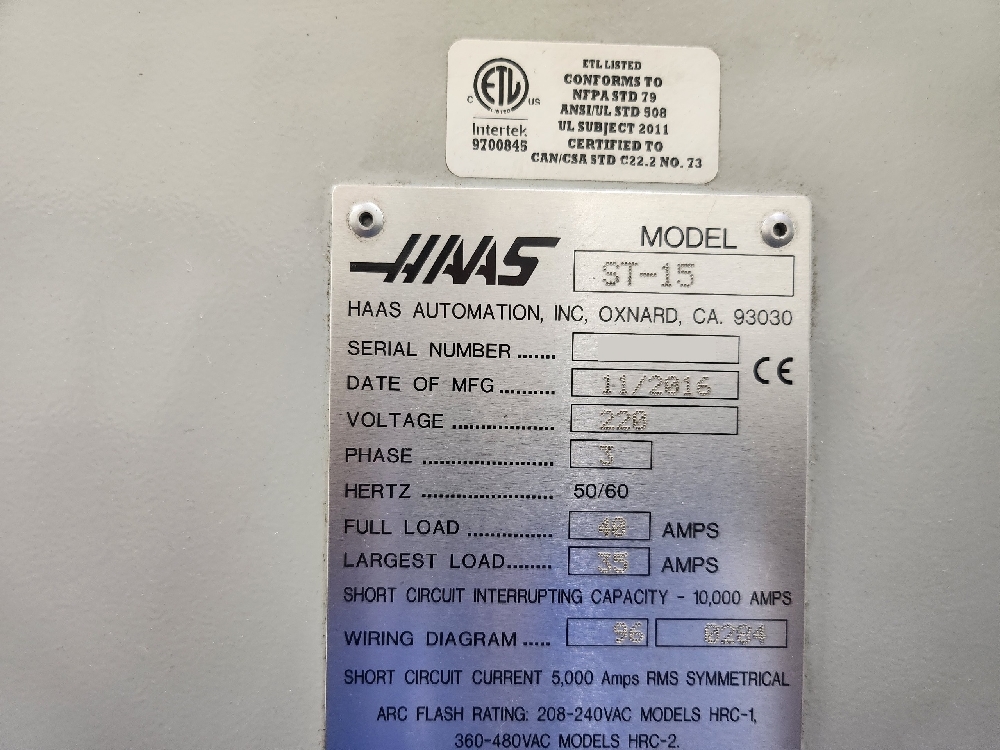 ETL LISTED
CONFORMS TO
NFPA STD 79
ANSI/UL STD 508
UL SUBJECT 2011
CERTIFIED TO
CAN/CSA STD C22.2 NO. 73
C ETL US
LISTED
Intertek
9700845
HAAS
MODEL ST-15
HAAS AUTOMATION, INC, OXNARD, CA. 93030
SERIAL NUMBER .......
CE
DATE OF MFG.......... 11/2016
VOLTAGE .................. 220
PHASE ....................... 3
HERTZ ....................... 50/60
FULL LOAD ............... 40 AMPS
LARGEST LOAD........ 35 AMPS
SHORT CIRCUIT INTERRUPTING CAPACITY - 10,000 AMPS
WIRING DIAGRAM ..... 96 0284
SHORT CIRCUIT CURRENT 5,000 Amps RMS SYMMETRICAL
ARC FLASH RATING: 208-240VAC MODELS HRC-1,
360-480VAC MODELS HRC-2.